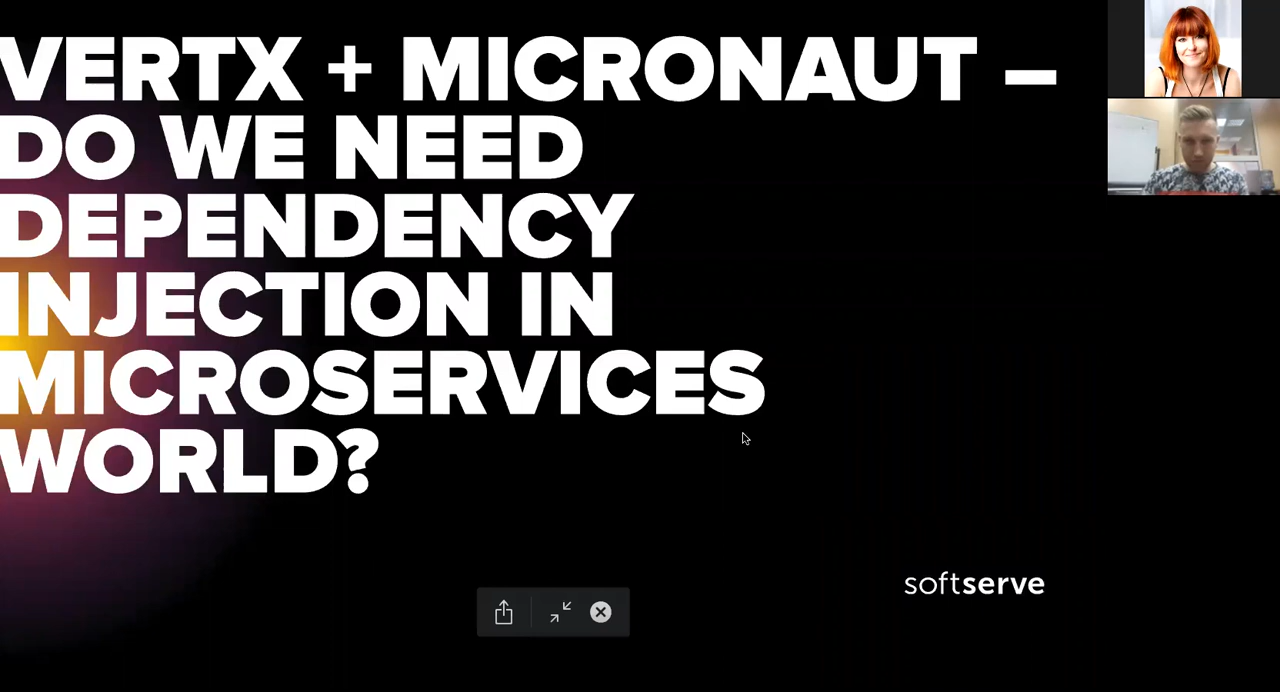 VERTX + MICRONAUT –
DO WE NEED
DEPENDENCY
INJECTION IN
MICROSERVICES
WORLD?
softserve